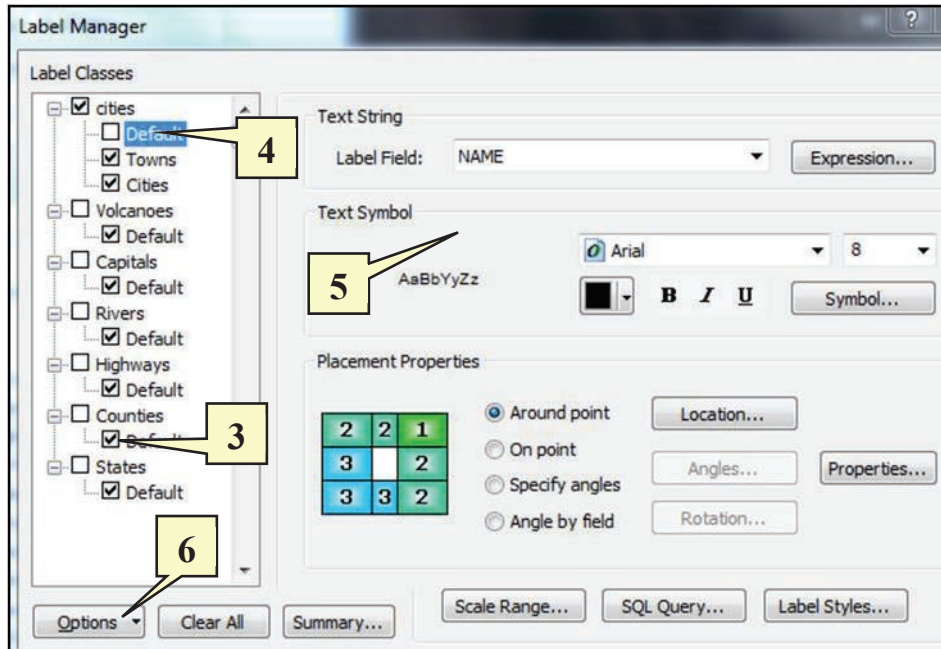 Label Manager
?
Label Classes
cities
Default
Towns
Cities
Volcanoes
Default
Capitals
Default
Rivers
Default
Highways
Default
Counties
Default
States
Default
4
3
6
Options
Clear All
Summary...
Text String
Label Field:
NAME
Expression...
Text Symbol
5
AaBbYyZz
O Arial
8
B I U
Symbol...
Placement Properties
2 2 1
3 2
3 3 2
Around point
On point
Specify angles
Angle by field
Location...
Angles...
Rotation...
Properties...
Scale Range...
SQL Query...
Label Styles...